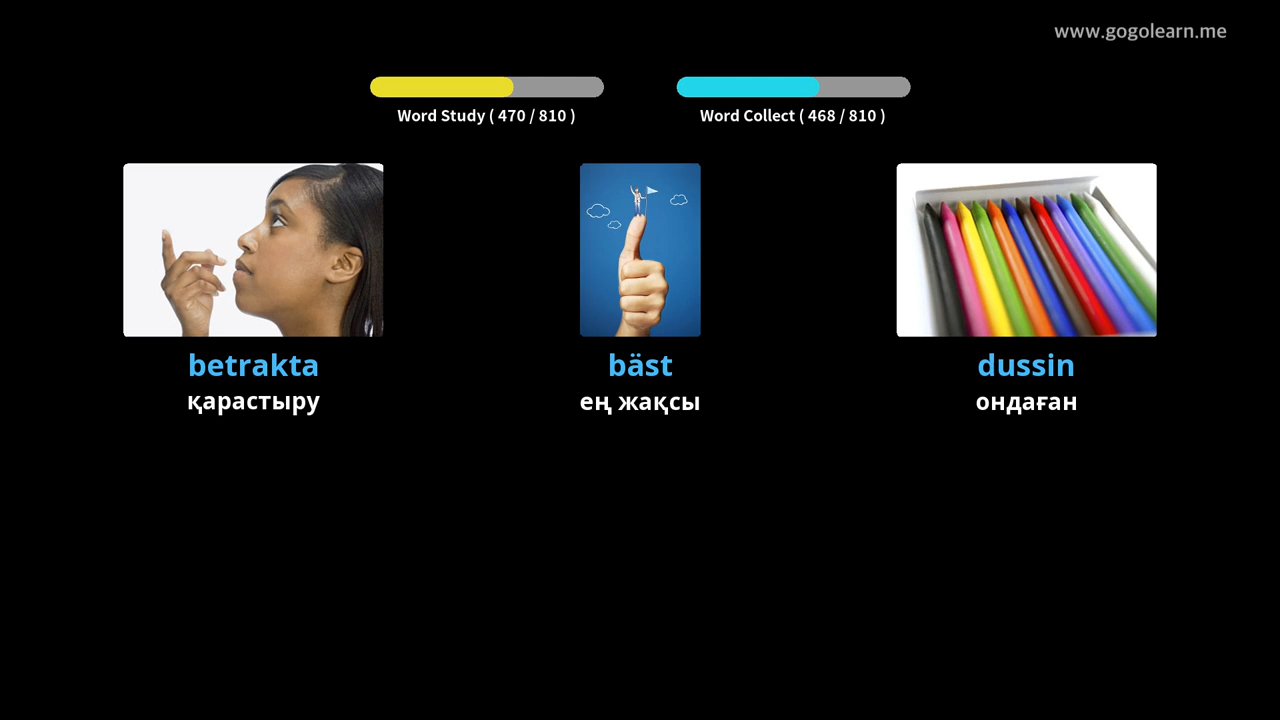 www.gogolearn.me
Word Study ( 470 / 810 )
Word Collect ( 468 / 810 )
betrakta
қарастыру
bäst
ең жақсы
dussin
ондаған